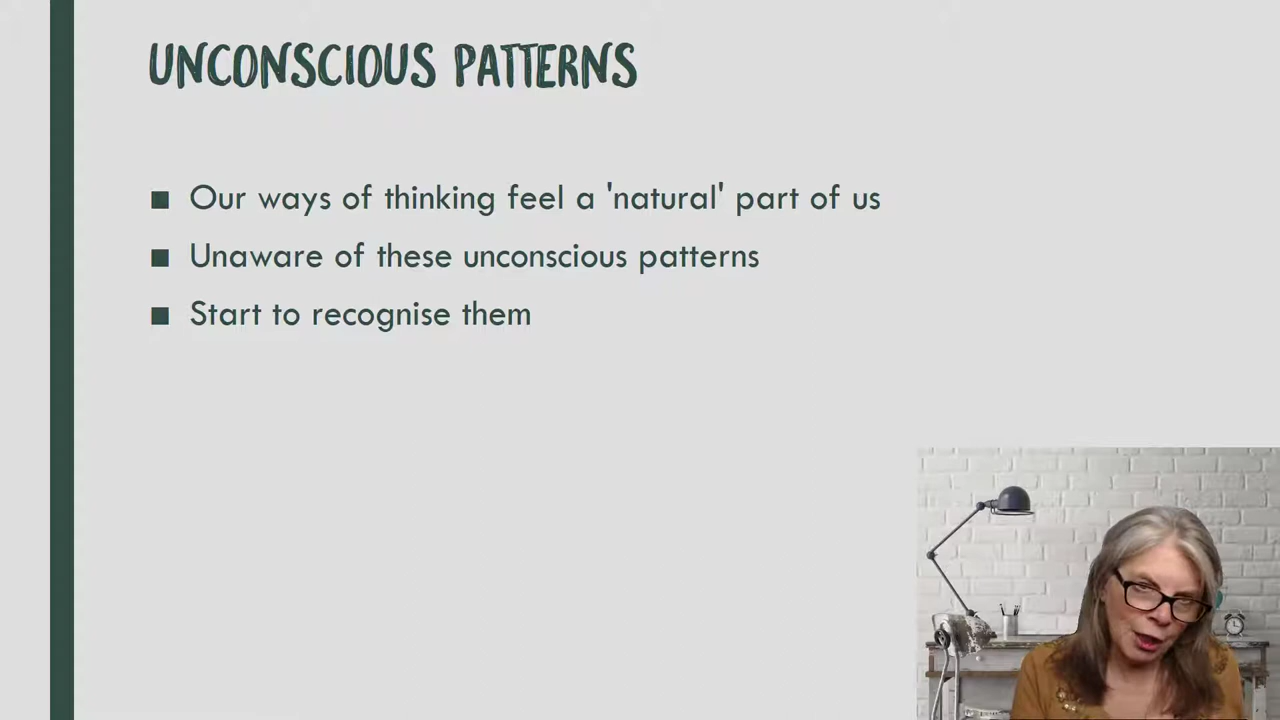 UNCONSCIOUS PATTERNS
Our ways of thinking feel a 'natural' part of us
Unaware of these unconscious patterns
Start to recognise them